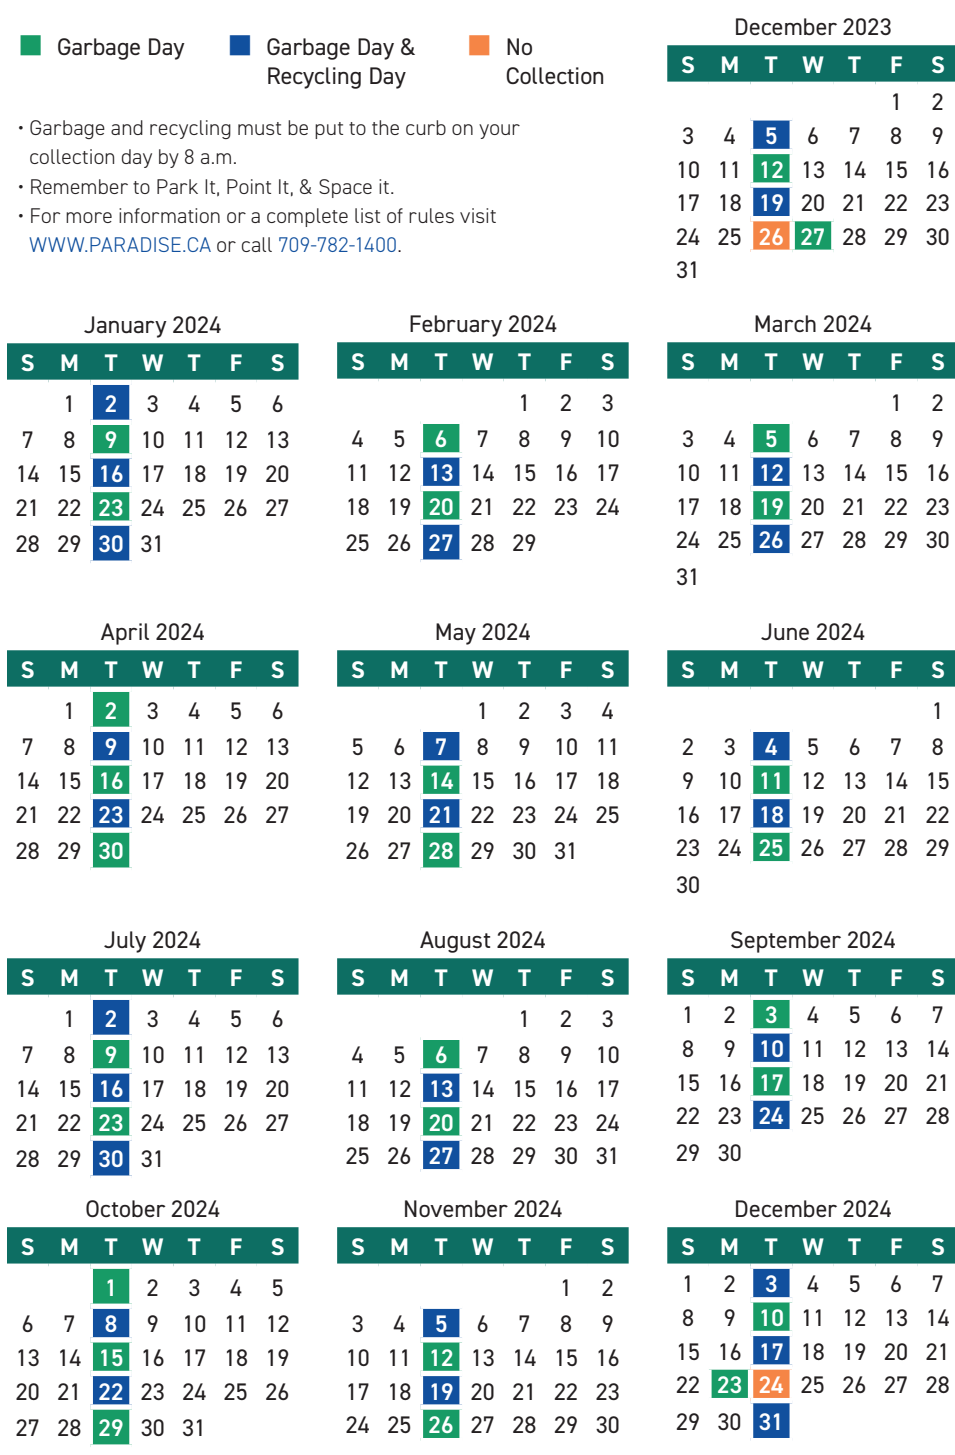 Garbage Day
Garbage Day &
Recycling Day
No
Collection
• Garbage and recycling must be put to the curb on your
collection day by 8 a.m.
• Remember to Park It, Point It, & Space it.
• For more information or a complete list of rules visit
WWW.PARADISE.CA or call 709-782-1400.
December 2023
S M T W T F S
1 2
3 4 5 6 7 8 9
10 11 12 13 14 15 16
17 18 19 20 21 22 23
24 25 26 27 28 29 30
31
January 2024
S M T W T F S
1 2 3 4 5 6
7 8 9 10 11 12 13
14 15 16 17 18 19 20
21 22 23 24 25 26 27
28 29 30 31
February 2024
S M T W T F S
1 2 3
4 5 6 7 8 9 10
11 12 13 14 15 16 17
18 19 20 21 22 23 24
25 26 27 28 29
March 2024
S M T W T F S
1 2
3 4 5 6 7 8 9
10 11 12 13 14 15 16
17 18 19 20 21 22 23
24 25 26 27 28 29 30
31
April 2024
S M T W T F S
1 2 3 4 5 6
7 8 9 10 11 12 13
14 15 16 17 18 19 20
21 22 23 24 25 26 27
28 29 30
May 2024
S M T W T F S
1 2 3 4
5 6 7 8 9 10 11
12 13 14 15 16 17 18
19 20 21 22 23 24 25
26 27 28 29 30 31
June 2024
S M T W T F S
1
2 3 4 5 6 7 8
9 10 11 12 13 14 15
16 17 18 19 20 21 22
23 24 25 26 27 28 29
30
July 2024
S M T W T F S
1 2 3 4 5 6
7 8 9 10 11 12 13
14 15 16 17 18 19 20
21 22 23 24 25 26 27
28 29 30 31
August 2024
S M T W T F S
1 2 3
4 5 6 7 8 9 10
11 12 13 14 15 16 17
18 19 20 21 22 23 24
25 26 27 28 29 30 31
September 2024
S M T W T F S
1 2 3 4 5 6 7
8 9 10 11 12 13 14
15 16 17 18 19 20 21
22 23 24 25 26 27 28
29 30
October 2024
S M T W T F S
1 2 3 4 5
6 7 8 9 10 11 12
13 14 15 16 17 18 19
20 21 22 23 24 25 26
27 28 29 30 31
November 2024
S M T W T F S
1 2
3 4 5 6 7 8 9
10 11 12 13 14 15 16
17 18 19 20 21 22 23
24 25 26 27 28 29 30
December 2024
S M T W T F S
1 2 3 4 5 6 7
8 9 10 11 12 13 14
15 16 17 18 19 20 21
22 23 24 25 26 27 28
29 30 31